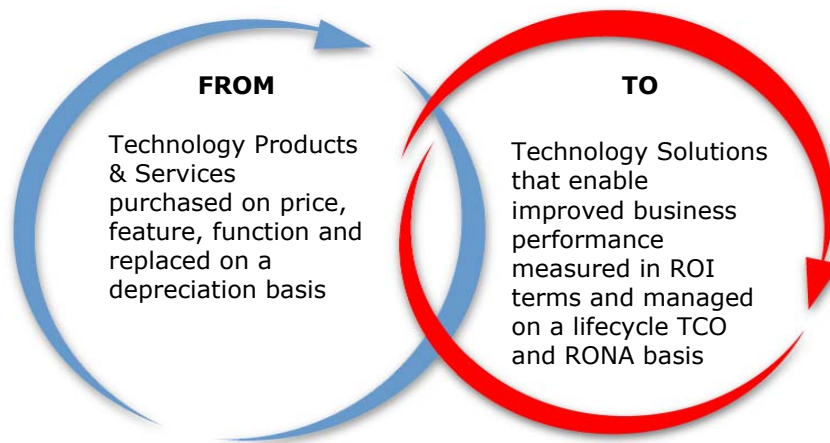 FROM
Technology Products
& Services
purchased on price,
feature, function and
replaced on a
depreciation basis
TO
Technology Solutions
that enable
improved business
performance
measured in ROI
terms and managed
on a lifecycle TCO
and RONA basis